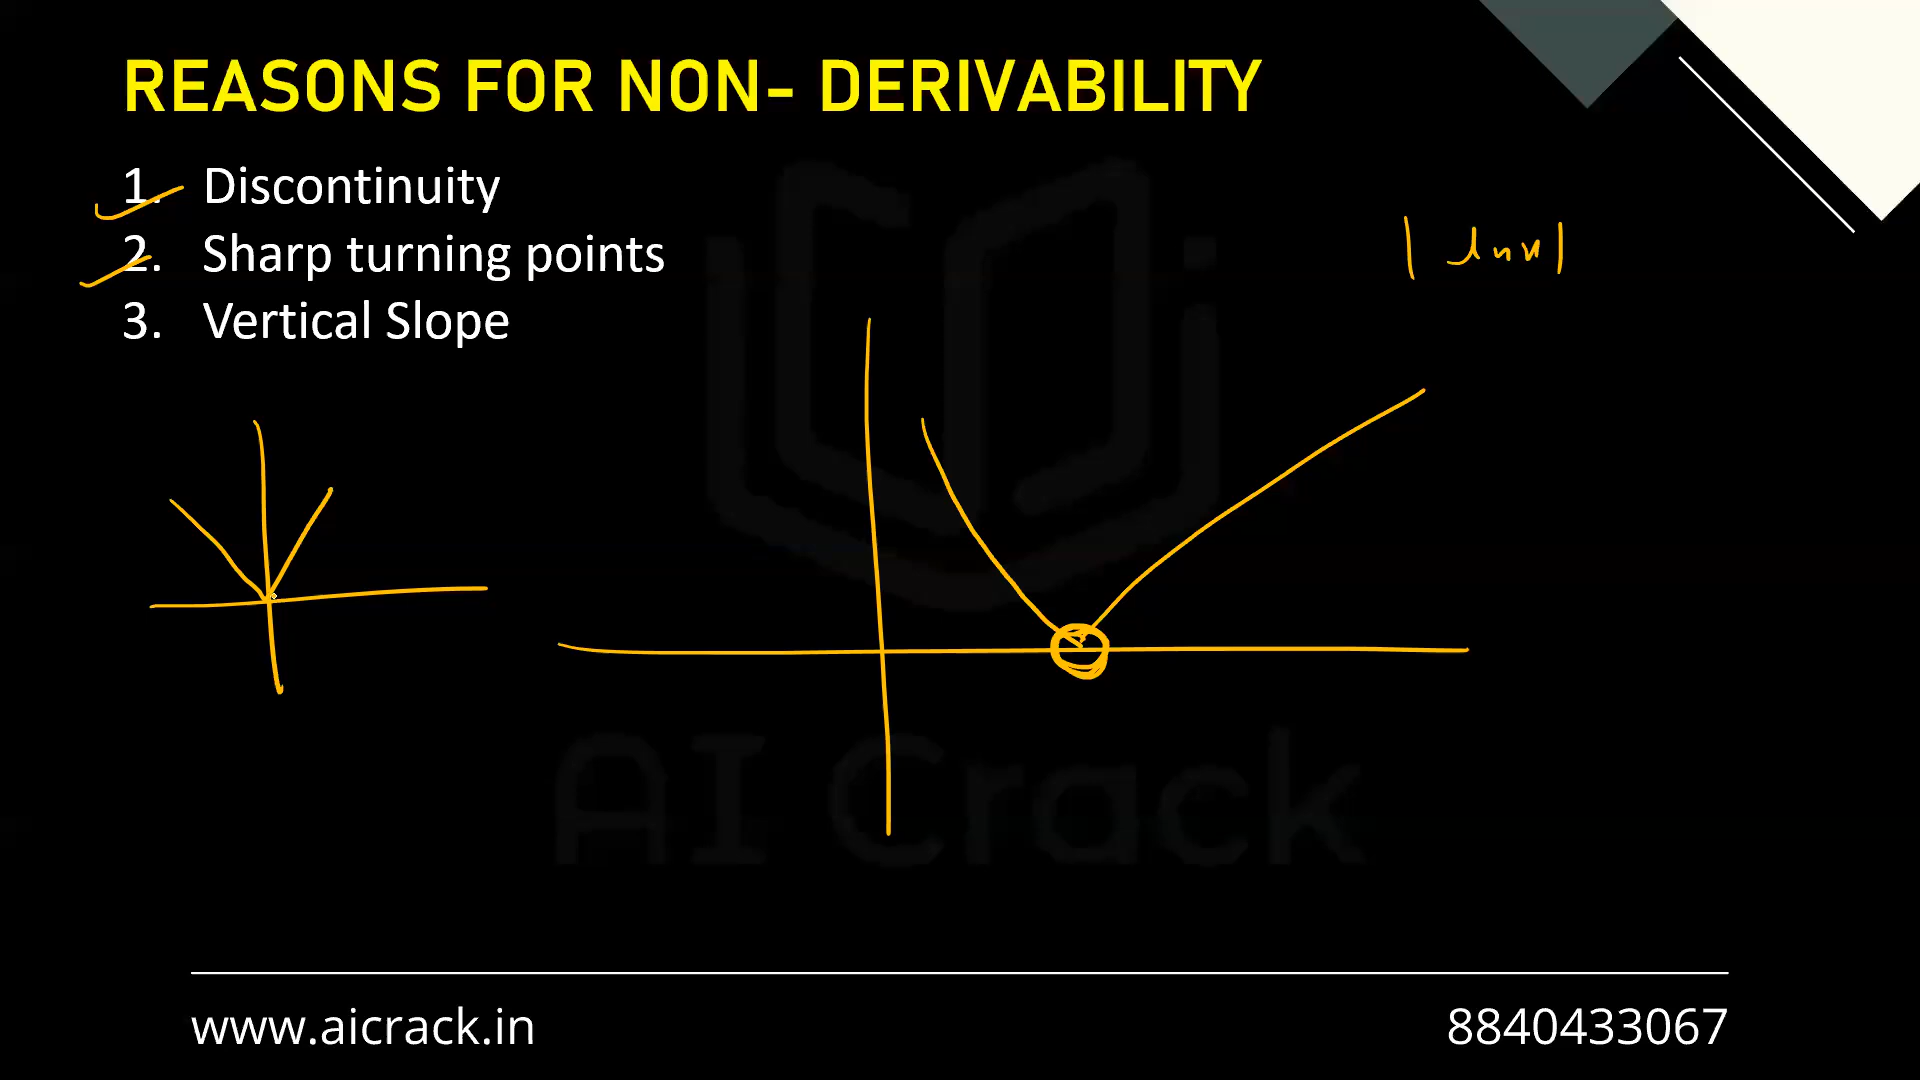 REASONS FOR NON- DERIVABILITY
1. Discontinuity
2. Sharp turning points
3. Vertical Slope
|lnx|
AI Crack
www.aicrack.in
8840433067